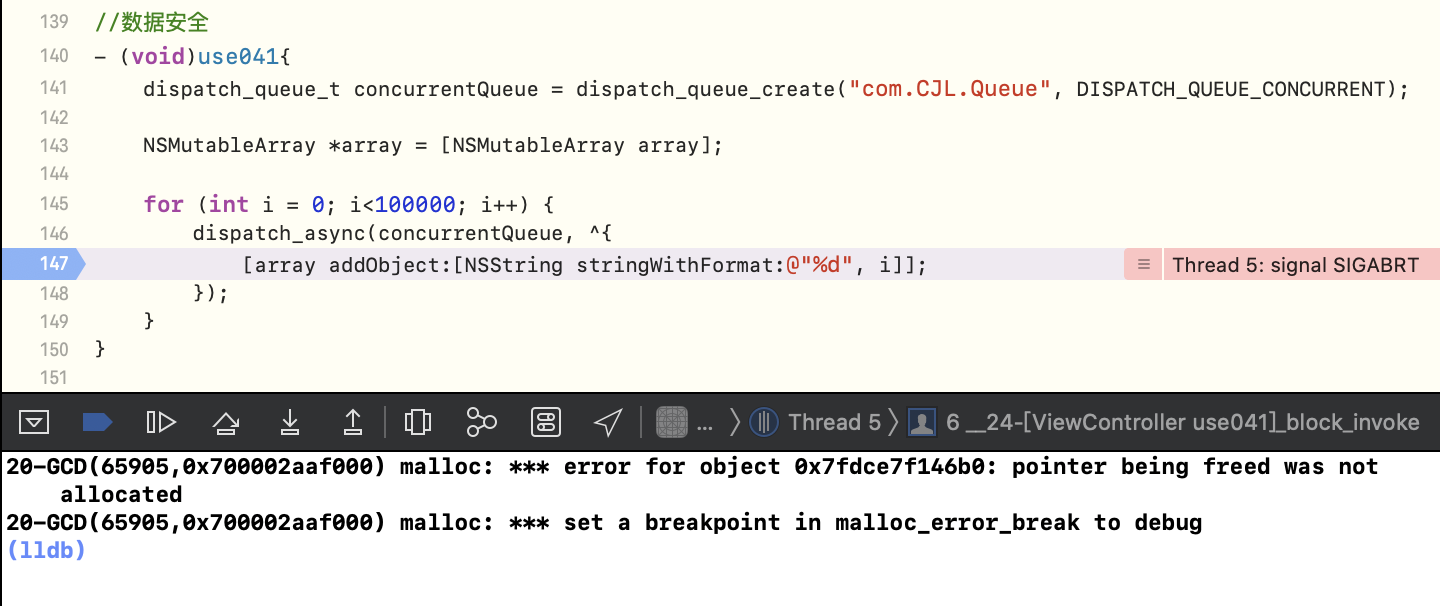 139 //数据安全
140 - (void)use041{
141 dispatch_queue_t concurrentQueue = dispatch_queue_create("com.CJL.Queue", DISPATCH_QUEUE_CONCURRENT);
142
143 NSMutableArray *array = [NSMutableArray array];
144
145 for (int i = 0; i<100000; i++) {
146 dispatch_async(concurrentQueue, ^{
147 [array addObject:[NSString stringWithFormat:@"%d", i]]; Thread 5: signal SIGABRT
148 });
149 }
150 }
151
... Thread 5 6 __24-[ViewController use041]_block_invoke
20-GCD(65905,0x700002aaf000) malloc: *** error for object 0x7fdce7f146b0: pointer being freed was not
allocated
20-GCD(65905,0x700002aaf000) malloc: *** set a breakpoint in malloc_error_break to debug
(lldb)